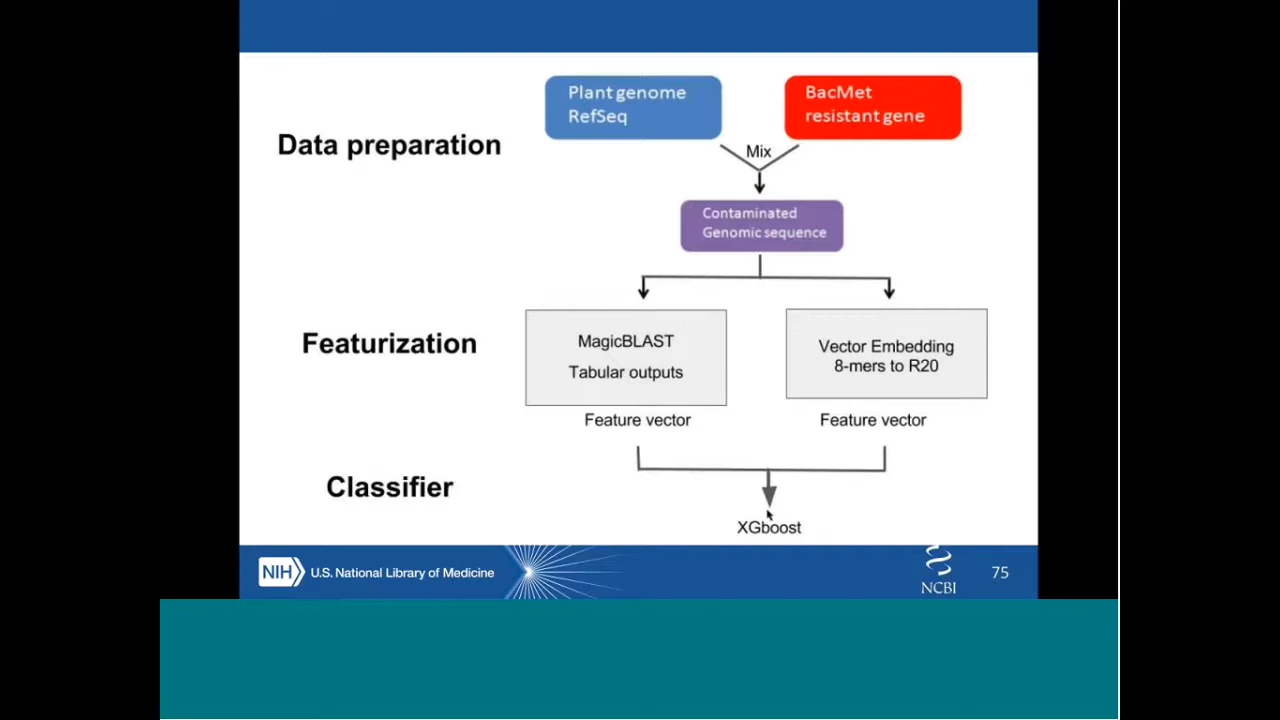 Plant genome
RefSeq
BacMet
resistant gene
Data preparation
Mix
Contaminated
Genomic sequence
Featurization
MagicBLAST
Tabular outputs
Vector Embedding
8-mers to R20
Feature vector
Feature vector
Classifier
XGboost
NIH U.S. National Library of Medicine
NCBI
75